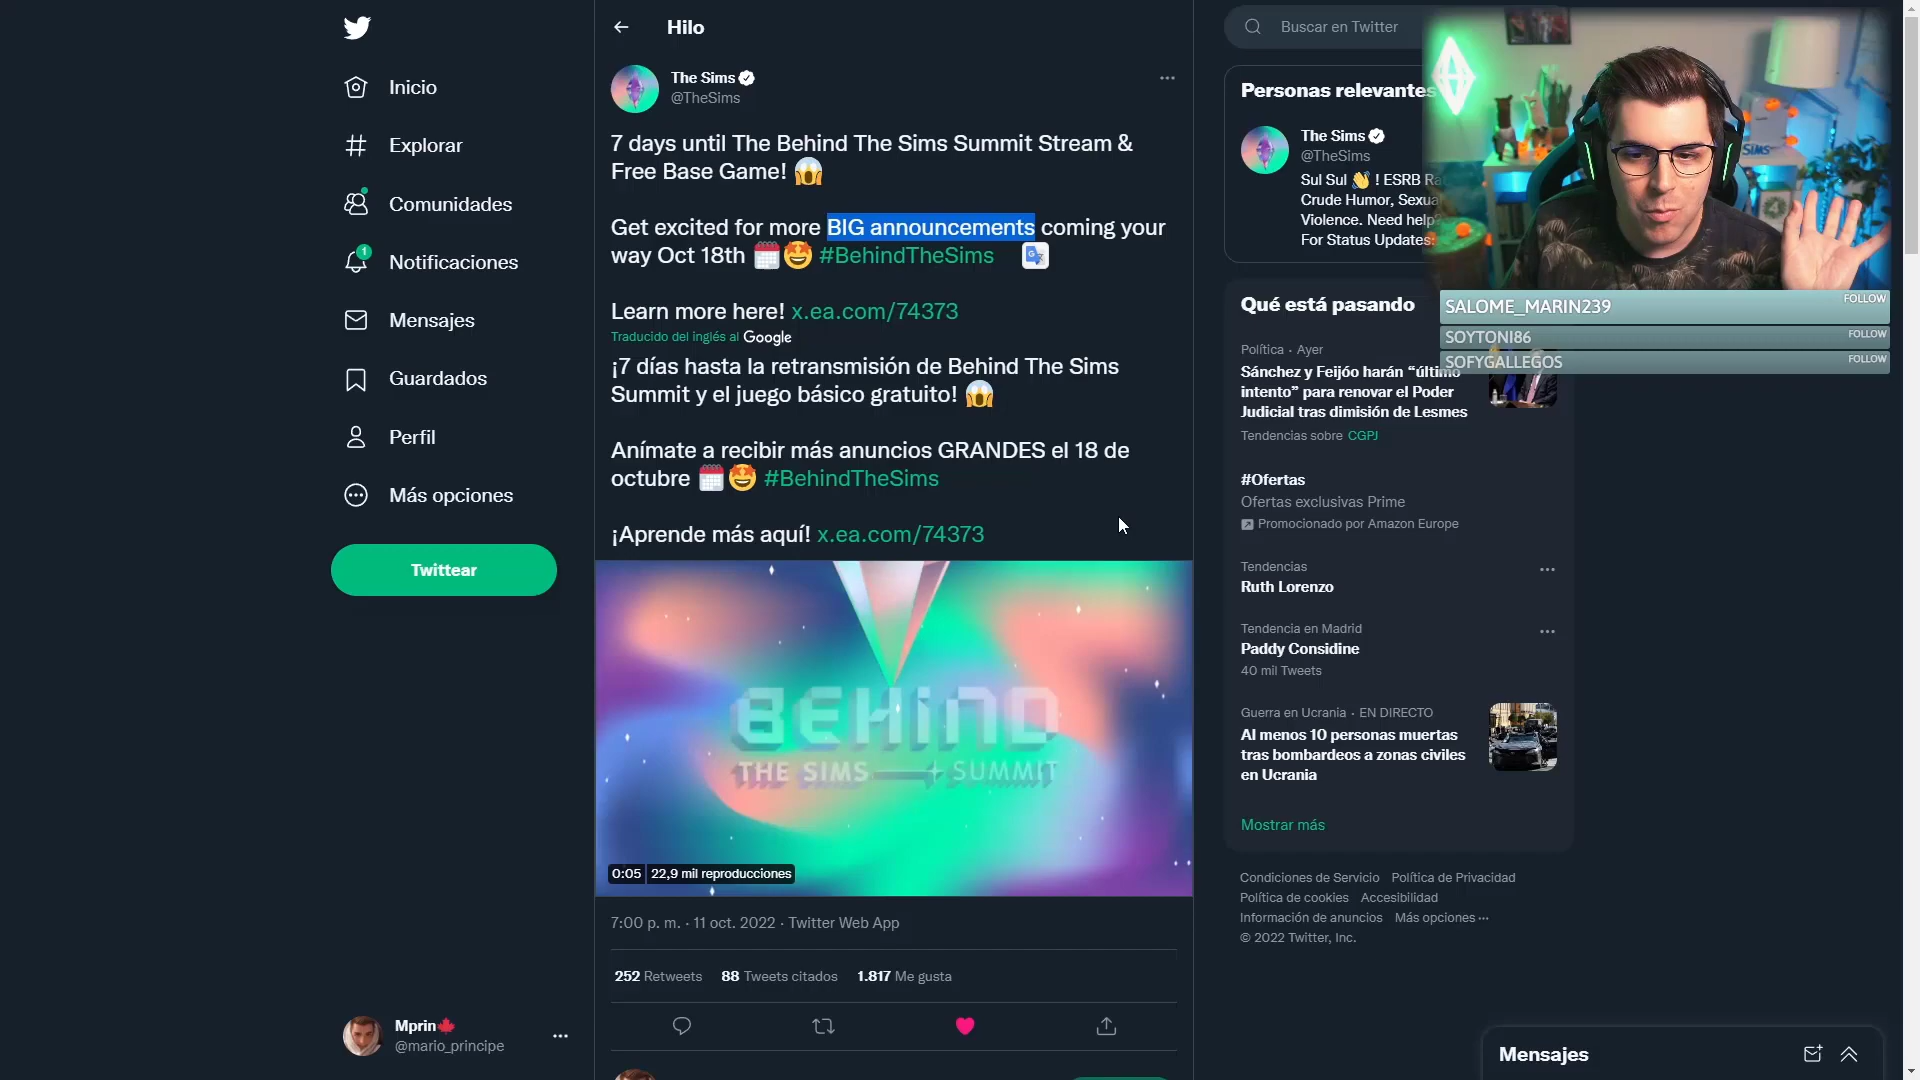 Inicio
Explorar
Comunidades
1
Notificaciones
Mensajes
Guardados
Perfil
Más opciones
Twittear
Mprin
@mario_principe
Hilo
The Sims
@TheSims
7 days until The Behind The Sims Summit Stream &
Free Base Game! 😱
Get excited for more BIG announcements coming your
way Oct 18th 🗓️🤩 #BehindTheSims
Learn more here! x.ea.com/74373
Traducido del inglés al Google
¡7 días hasta la retransmisión de Behind The Sims
Summit y el juego básico gratuito! 😱
Anímate a recibir más anuncios GRANDES el 18 de
octubre 🗓️🤩 #BehindTheSims
¡Aprende más aquí! x.ea.com/74373
BEHIND
THE SIMS SUMMIT
0:05 22,9 mil reproducciones
7:00 p. m. · 11 oct. 2022 · Twitter Web App
252 Retweets 88 Tweets citados 1.817 Me gusta
Buscar en Twitter
Personas relevantes
The Sims
@TheSims
Sul Sul 👋 ! ESRB
Crude Humor,
Violence. Need help?
For Status Updates:
SIMS
SALOME_MARIN239 FOLLOW
SOYTONI86 FOLLOW
SOFYGALLEGOS FOLLOW
Qué está pasando
Política · Ayer
Sánchez y Feijóo harán “último
intento” para renovar el Poder
Judicial tras dimisión de Lesmes
Tendencias sobre CGPJ
#Ofertas
Ofertas exclusivas Prime
Promocionado por Amazon Europe
Tendencias
Ruth Lorenzo
Tendencia en Madrid
Paddy Considine
40 mil Tweets
Guerra en Ucrania · EN DIRECTO
Al menos 10 personas muertas
tras bombardeos a zonas civiles
en Ucrania
Mostrar más
Condiciones de Servicio Política de Privacidad
Política de cookies Accesibilidad
Información de anuncios Más opciones ···
© 2022 Twitter, Inc.
Mensajes